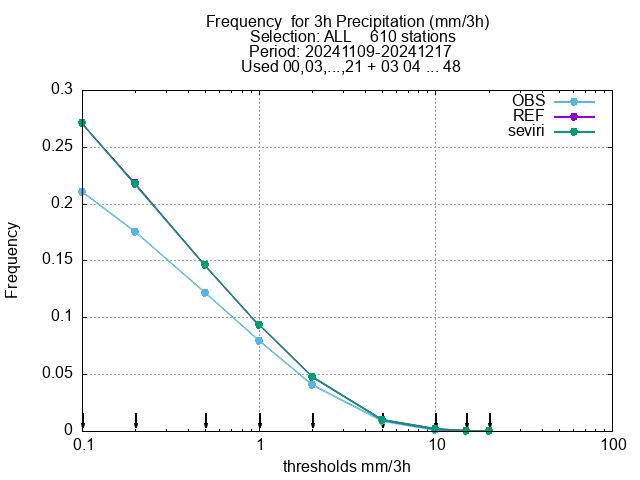 Frequency  for 3h Precipitation (mm/3h)
Selection: ALL    610 stations
Period: 20241109-20241217
Used 00,03,...,21 + 03 04 ... 48
OBS
REF
seviri
0.3
0.25
0.2
0.15
0.1
0.05
0
Frequency
0.1 1 10 100
thresholds mm/3h